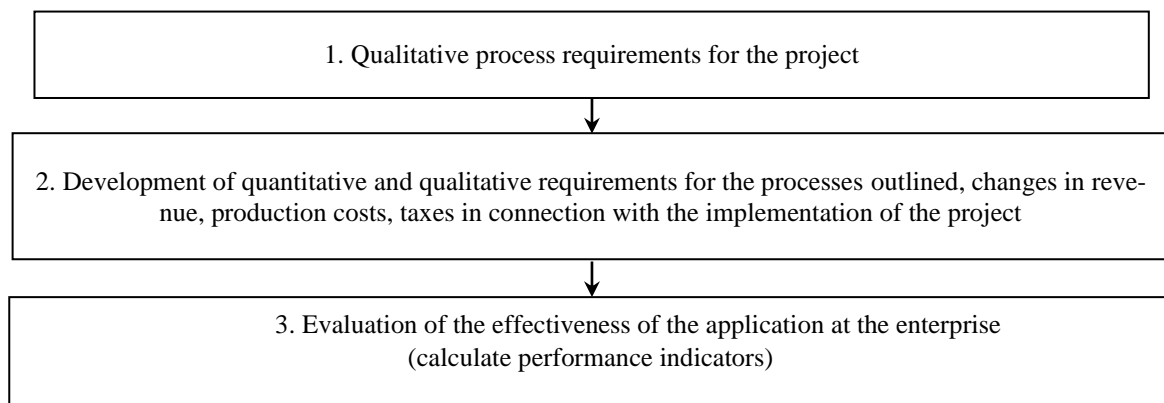 1. Qualitative process requirements for the project
2. Development of quantitative and qualitative requirements for the processes outlined, changes in reve-
nue, production costs, taxes in connection with the implementation of the project
3. Evaluation of the effectiveness of the application at the enterprise
(calculate performance indicators)